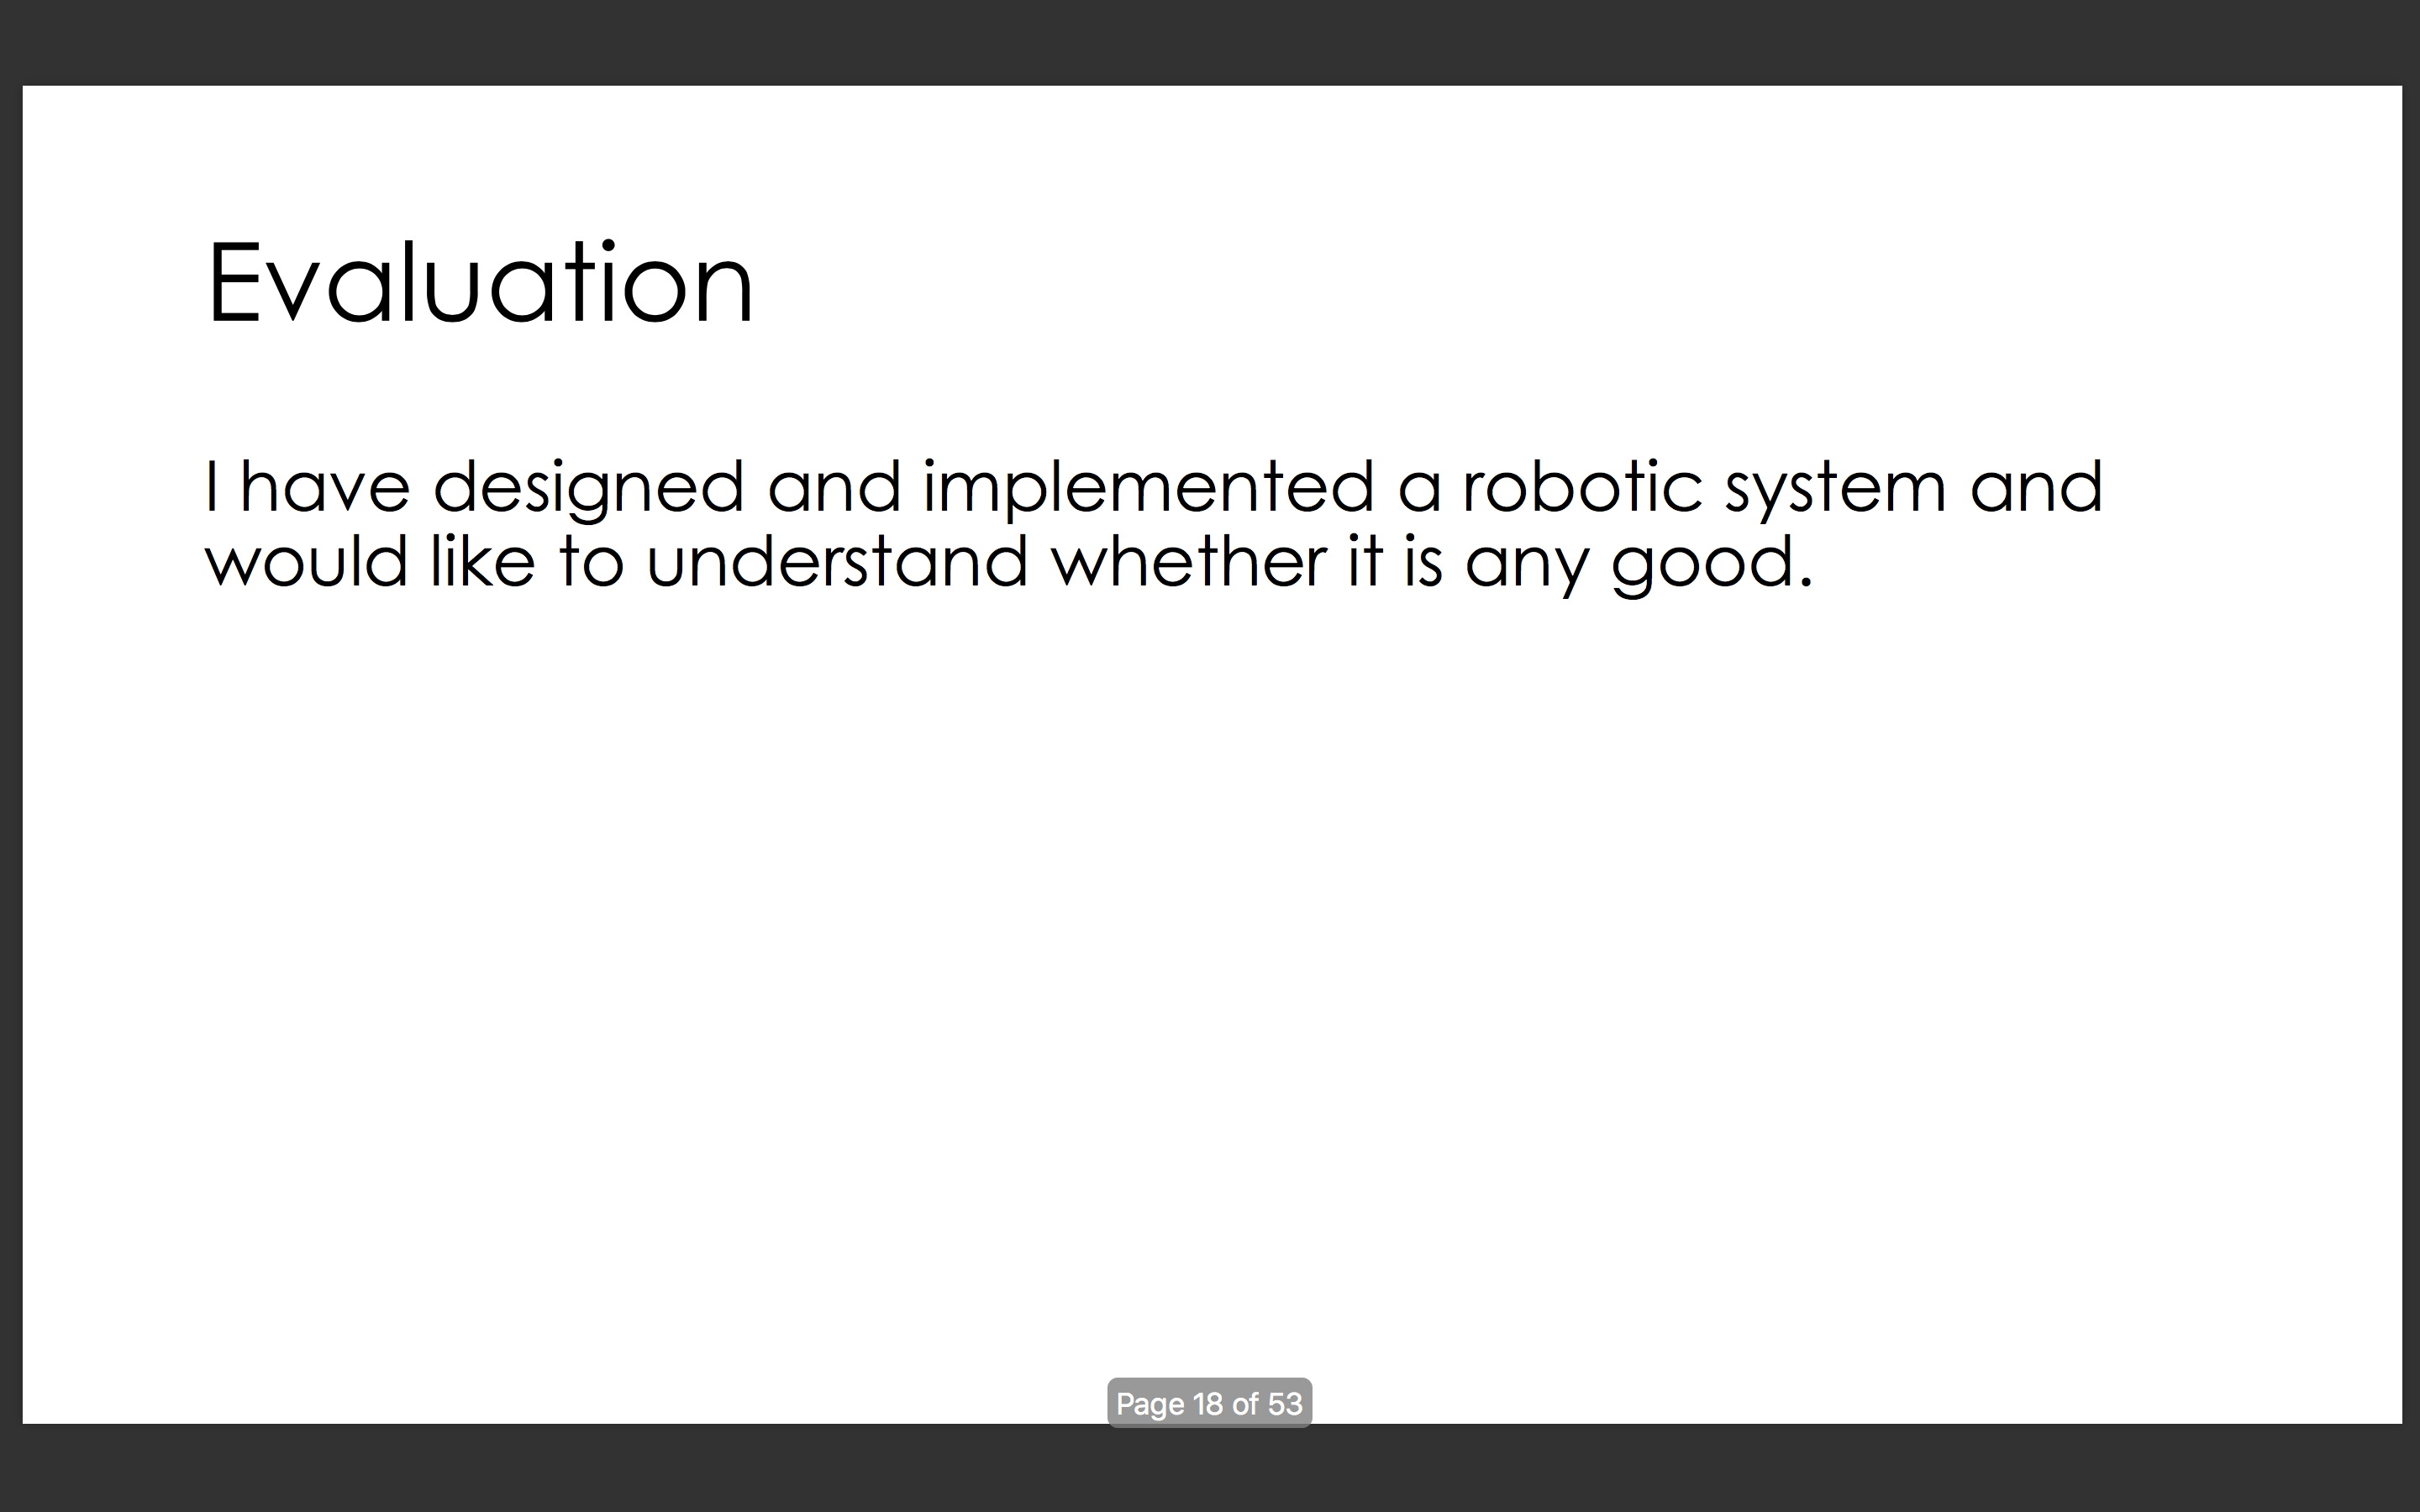 Evaluation
I have designed and implemented a robotic system and
would like to understand whether it is any good.
Page 18 of 53